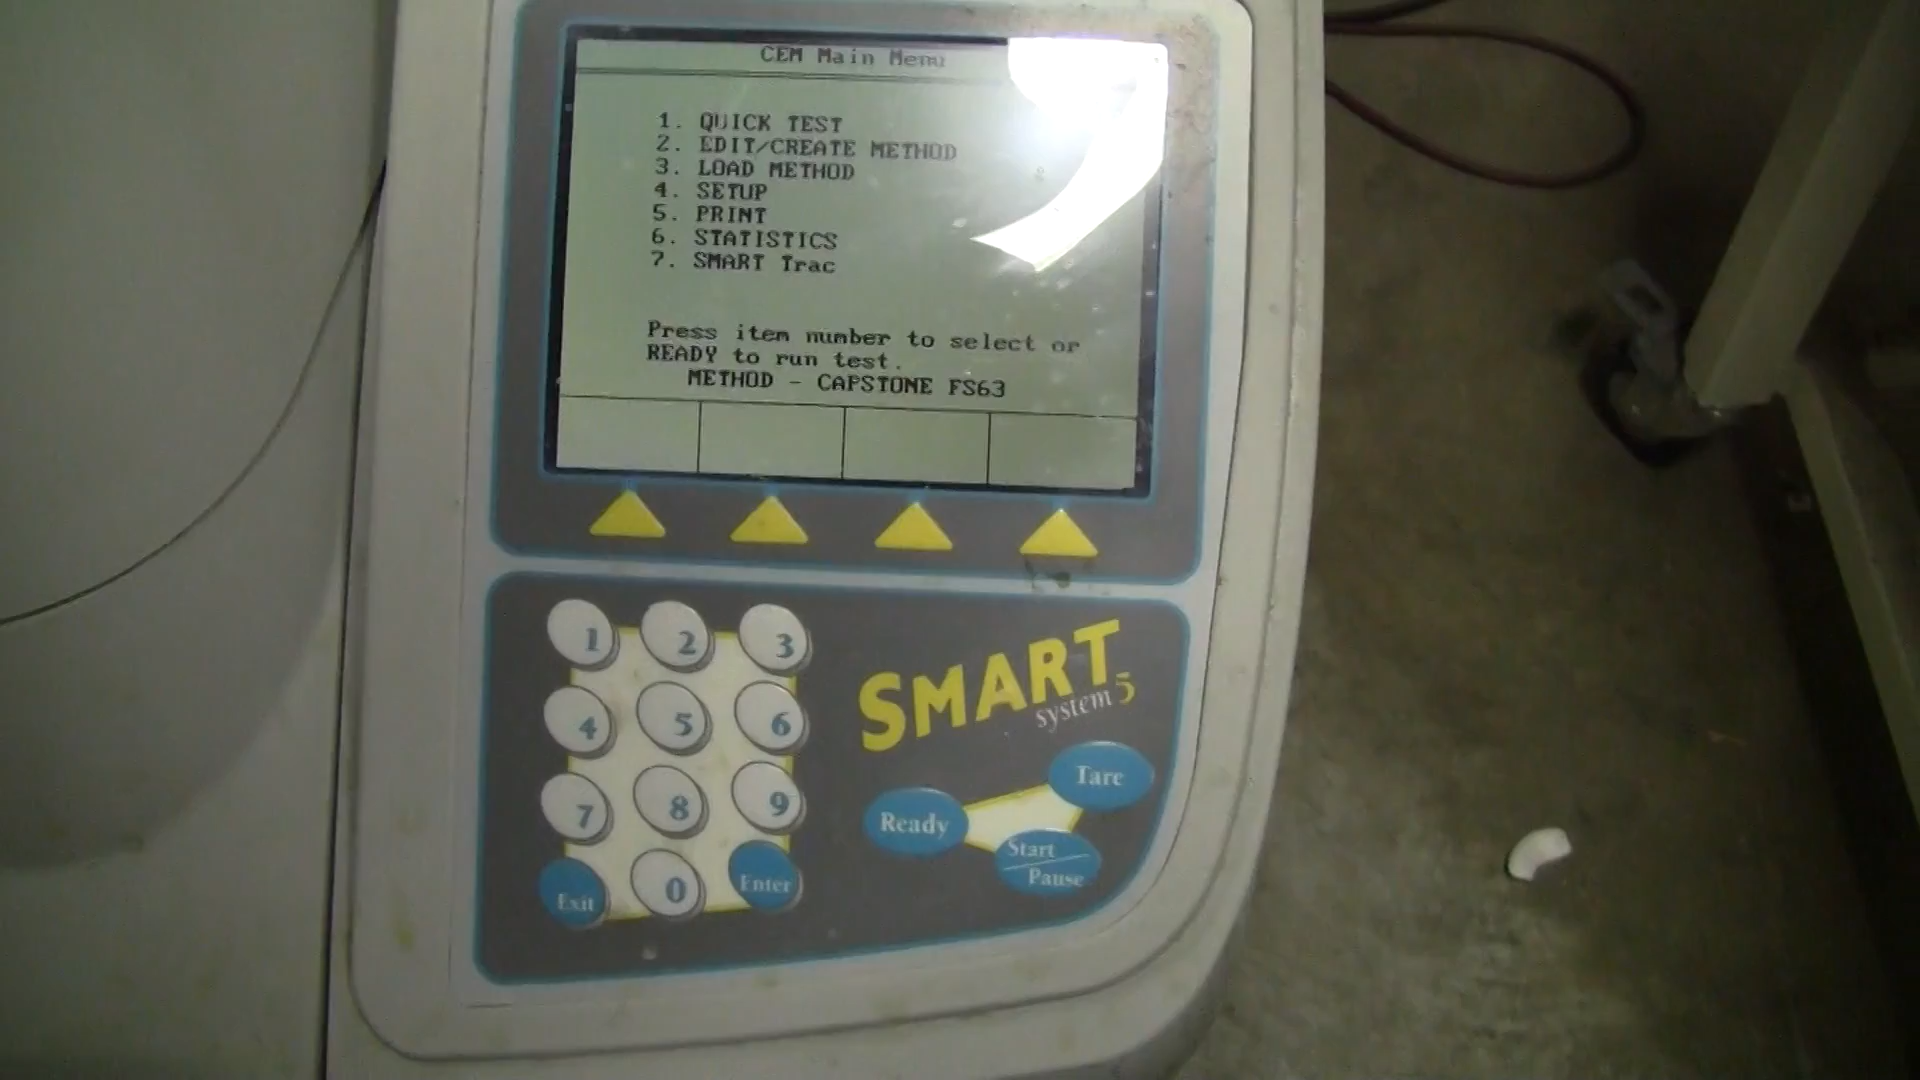 CEM Main Menu
1. QUICK TEST
2. EDIT/CREATE METHOD
3. LOAD METHOD
4. SETUP
5. PRINT
6. STATISTICS
7. SMART Trac
Press item number to select or
READY to run test.
METHOD - CAPSTONE FS63
1 2 3
4 5 6
7 8 9
Exit 0 Enter
SMART
system 5
Tare
Ready
Start
Pause